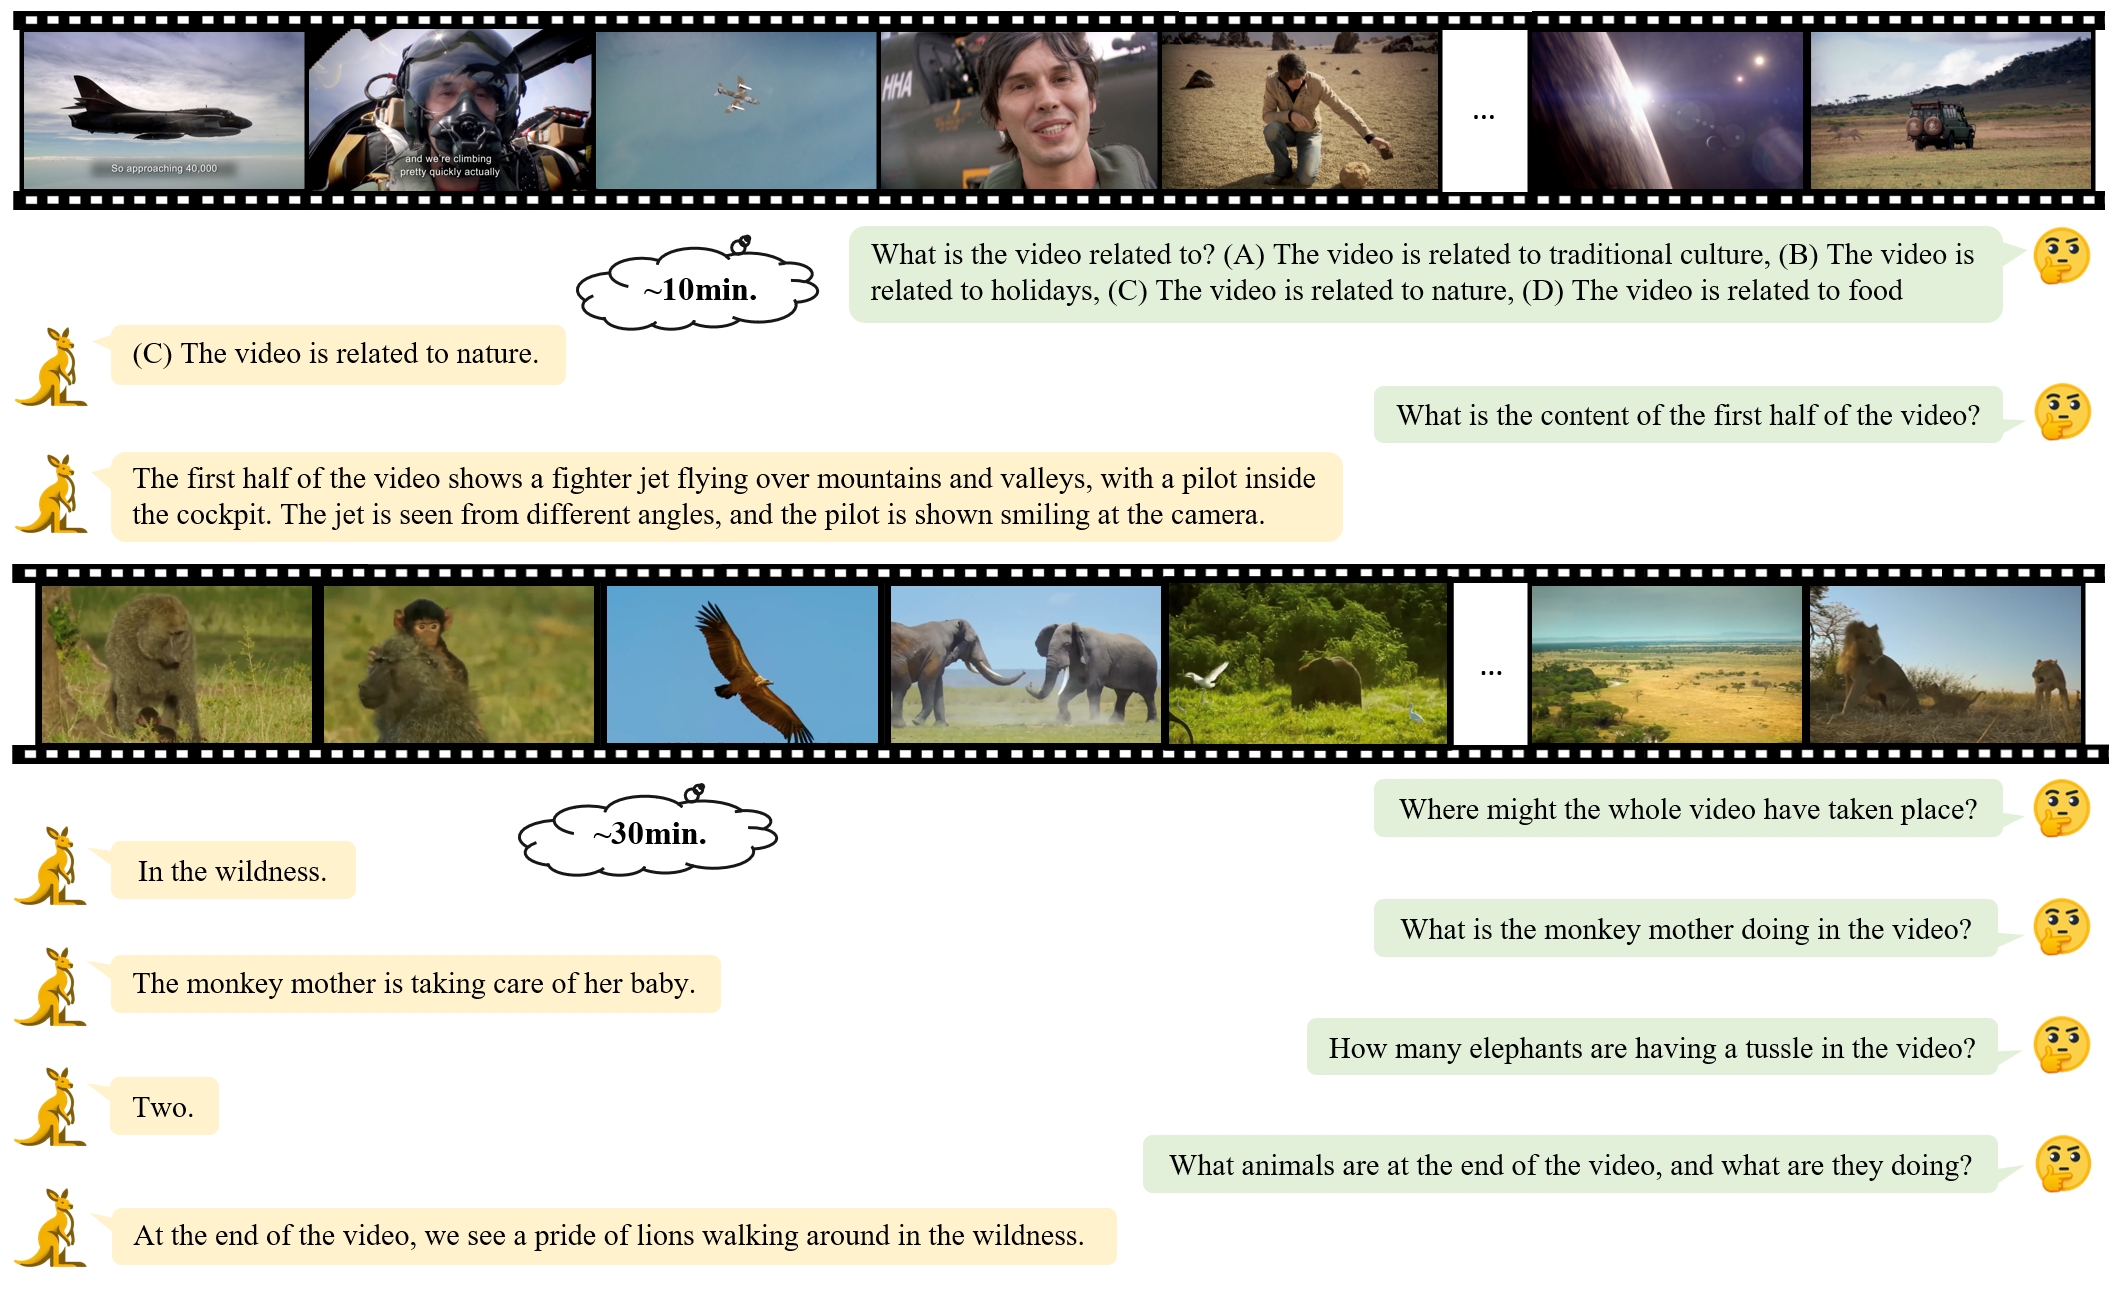 So approaching 40,000
and we're climbing
pretty quickly actually
HHA
...
~10min.
What is the video related to? (A) The video is related to traditional culture, (B) The video is
related to holidays, (C) The video is related to nature, (D) The video is related to food
(C) The video is related to nature.
What is the content of the first half of the video?
The first half of the video shows a fighter jet flying over mountains and valleys, with a pilot inside
the cockpit. The jet is seen from different angles, and the pilot is shown smiling at the camera.
...
~30min.
Where might the whole video have taken place?
In the wildness.
What is the monkey mother doing in the video?
The monkey mother is taking care of her baby.
How many elephants are having a tussle in the video?
Two.
What animals are at the end of the video, and what are they doing?
At the end of the video, we see a pride of lions walking around in the wildness.